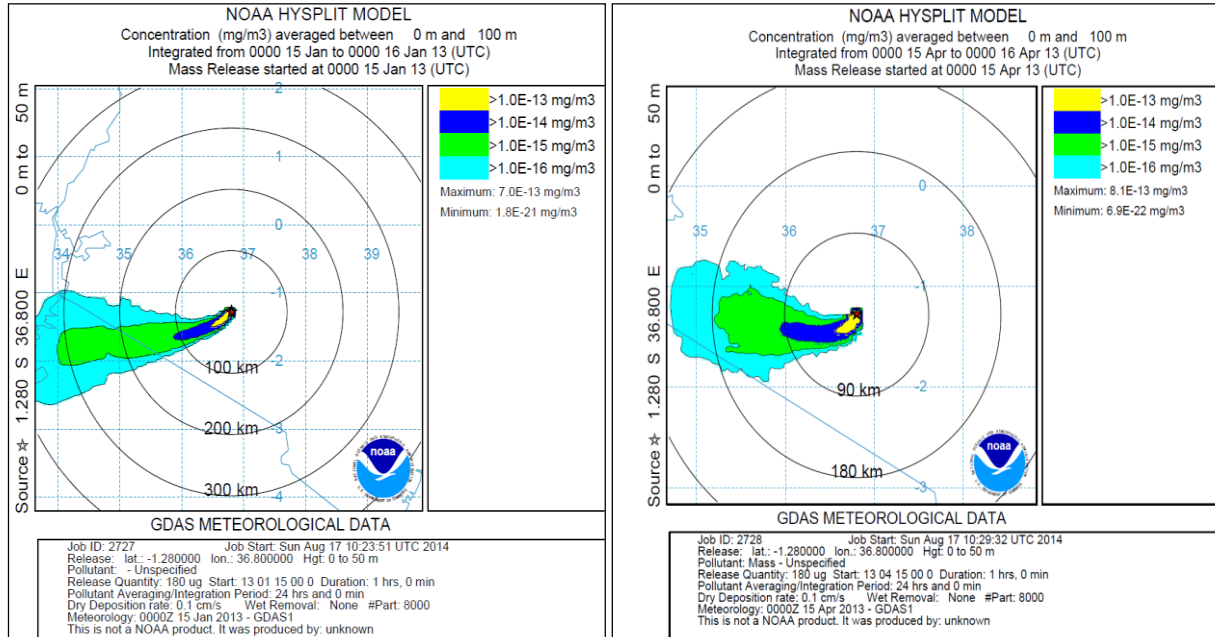 NOAA HYSPLIT MODEL
Concentration (mg/m3) averaged between 0 m and 100 m
Integrated from 0000 15 Jan to 0000 16 Jan 13 (UTC)
Mass Release started at 0000 15 Jan 13 (UTC)
>1.0E-13 mg/m3
>1.0E-14 mg/m3
>1.0E-15 mg/m3
>1.0E-16 mg/m3
Maximum: 7.0E-13 mg/m3
Minimum: 1.8E-21 mg/m3
Source ☆ 1.280 S 36.800 E 0 m to 50 m
2
1
0
34 35 36 37 38 39
-1
-2
100 km
200 km
-3
300 km
-4
noaa
GDAS METEOROLOGICAL DATA
Job ID: 2727 Job Start: Sun Aug 17 10:23:51 UTC 2014
Release: lat.: -1.280000 lon.: 36.800000 Hgt: 0 to 50 m
Pollutant: - Unspecified
Release Quantity: 180 ug Start: 13 01 15 00 0 Duration: 1 hrs, 0 min
Pollutant Averaging/Integration Period: 24 hrs and 0 min
Dry Deposition rate: 0.1 cm/s Wet Removal: None #Part: 8000
Meteorology: 0000Z 15 Jan 2013 - GDAS1
This is not a NOAA product. It was produced by: unknown
NOAA HYSPLIT MODEL
Concentration (mg/m3) averaged between 0 m and 100 m
Integrated from 0000 15 Apr to 0000 16 Apr 13 (UTC)
Mass Release started at 0000 15 Apr 13 (UTC)
>1.0E-13 mg/m3
>1.0E-14 mg/m3
>1.0E-15 mg/m3
>1.0E-16 mg/m3
Maximum: 8.1E-13 mg/m3
Minimum: 6.9E-22 mg/m3
Source ☆ 1.280 S 36.800 E 0 m to 50 m
0
35 36 37 38
-2
90 km
180 km
-3
noaa
GDAS METEOROLOGICAL DATA
Job ID: 2728 Job Start: Sun Aug 17 10:29:32 UTC 2014
Release: lat.: -1.280000 lon.: 36.800000 Hgt: 0 to 50 m
Pollutant: Mass - Unspecified
Release Quantity: 180 ug Start: 13 04 15 00 0 Duration: 1 hrs, 0 min
Pollutant Averaging/Integration Period: 24 hrs and 0 min
Dry Deposition rate: 0.1 cm/s Wet Removal: None #Part: 8000
Meteorology: 0000Z 15 Apr 2013 - GDAS1
This is not a NOAA product. It was produced by: unknown